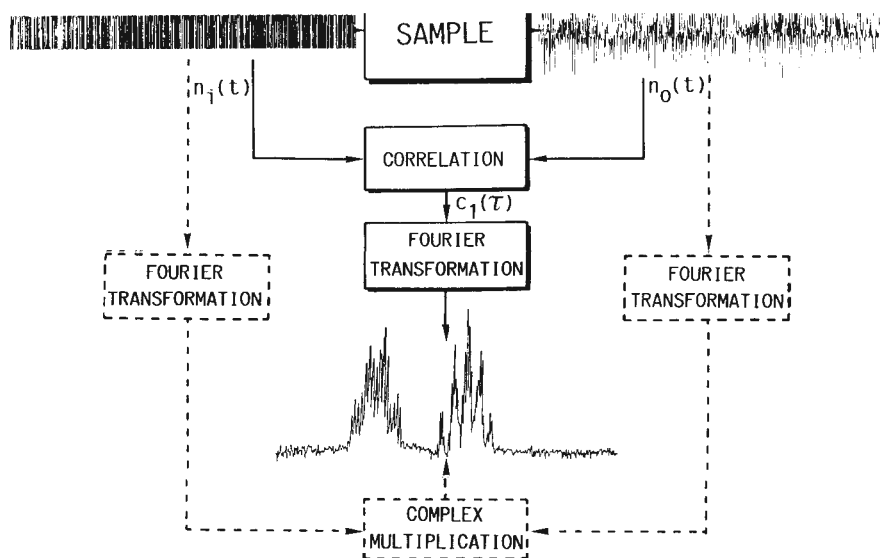 SAMPLE
n_i(t)
n_o(t)
CORRELATION
c_1(τ)
FOURIER
TRANSFORMATION
FOURIER
TRANSFORMATION
FOURIER
TRANSFORMATION
COMPLEX
MULTIPLICATION